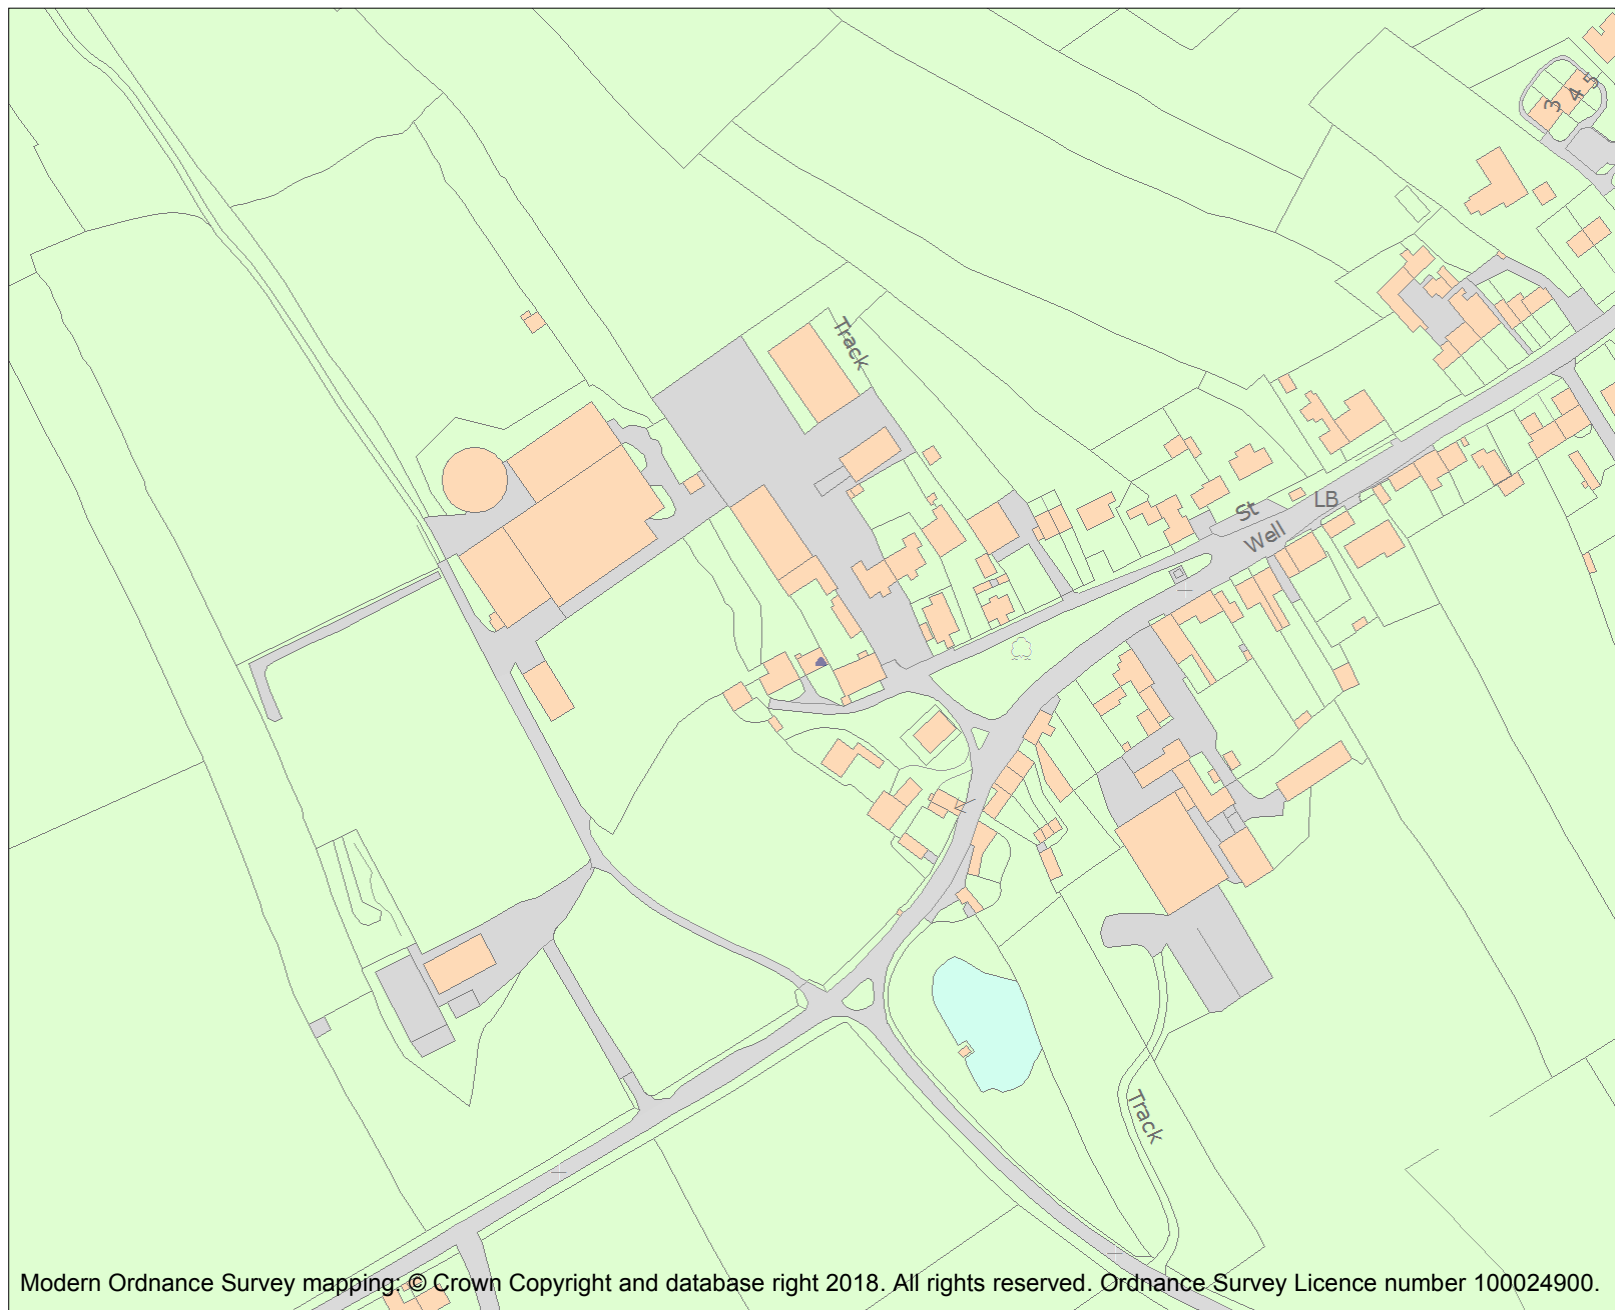 3
4
5
Track
St
Well
LB
Track
Modern Ordnance Survey mapping: © Crown Copyright and database right 2018. All rights reserved. Ordnance Survey Licence number 100024900.